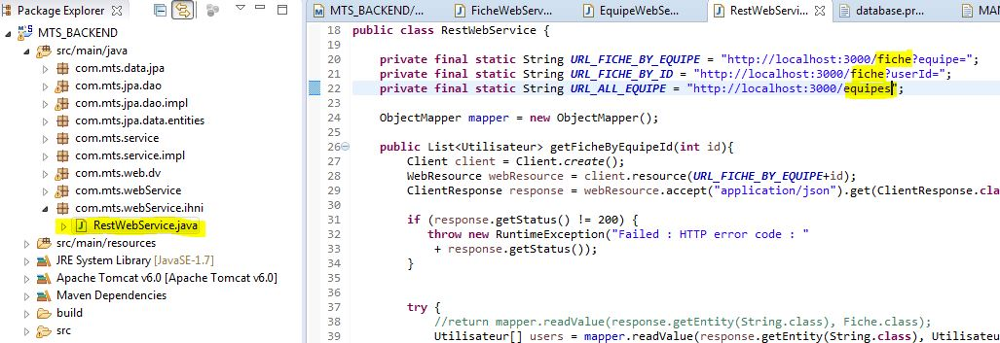 Package Explorer
MTS_BACKEND
src/main/java
com.mts.data.jpa
com.mts.jpa.dao
com.mts.jpa.dao.impl
com.mts.jpa.data.entities
com.mts.service
com.mts.service.impl
com.mts.web.dv
com.mts.webService
com.mts.webService.ihni
RestWebService.java
src/main/resources
JRE System Library [JavaSE-1.7]
Apache Tomcat v6.0 [Apache Tomcat v6.0]
Maven Dependencies
build
src
MTS_BACKEND/... FicheWebServ... EquipeWebSe... RestWebServi... database.pr... MAN
18 public class RestWebService {
19
20 private final static String URL_FICHE_BY_EQUIPE = "http://localhost:3000/fiche?equipe=";
21 private final static String URL_FICHE_BY_ID = "http://localhost:3000/fiche?userId=";
22 private final static String URL_ALL_EQUIPE = "http://localhost:3000/equipes";
24 ObjectMapper mapper = new ObjectMapper();
25
26 public List<Utilisateur> getFicheByEquipeId(int id){
27 Client client = Client.create();
28 WebResource webResource = client.resource(URL_FICHE_BY_EQUIPE+id);
29 ClientResponse response = webResource.accept("application/json").get(ClientResponse.cla
30
31 if (response.getStatus() != 200) {
32 throw new RuntimeException("Failed : HTTP error code : "
33 + response.getStatus());
34 }
35
36
37 try {
38 //return mapper.readValue(response.getEntity(String.class), Fiche.class);
39 Utilisateur[] users = mapper.readValue(response.getEntity(String.class), Utilisateu